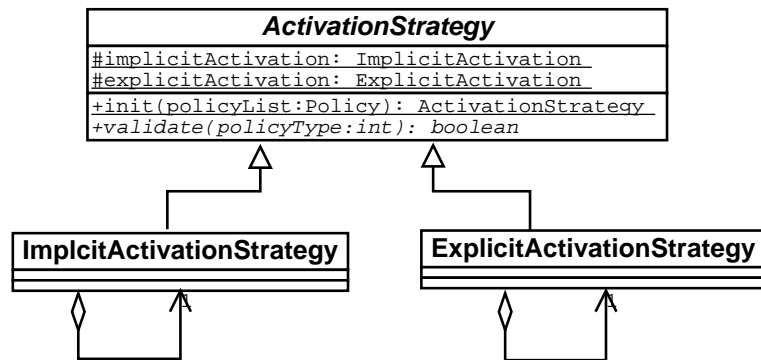 ActivationStrategy
#implicitActivation: ImplicitActivation
#explicitActivation: ExplicitActivation
+init(policyList:Policy): ActivationStrategy
+validate(policyType:int): boolean
ImplcitActivationStrategy
ExplicitActivationStrategy
1
1